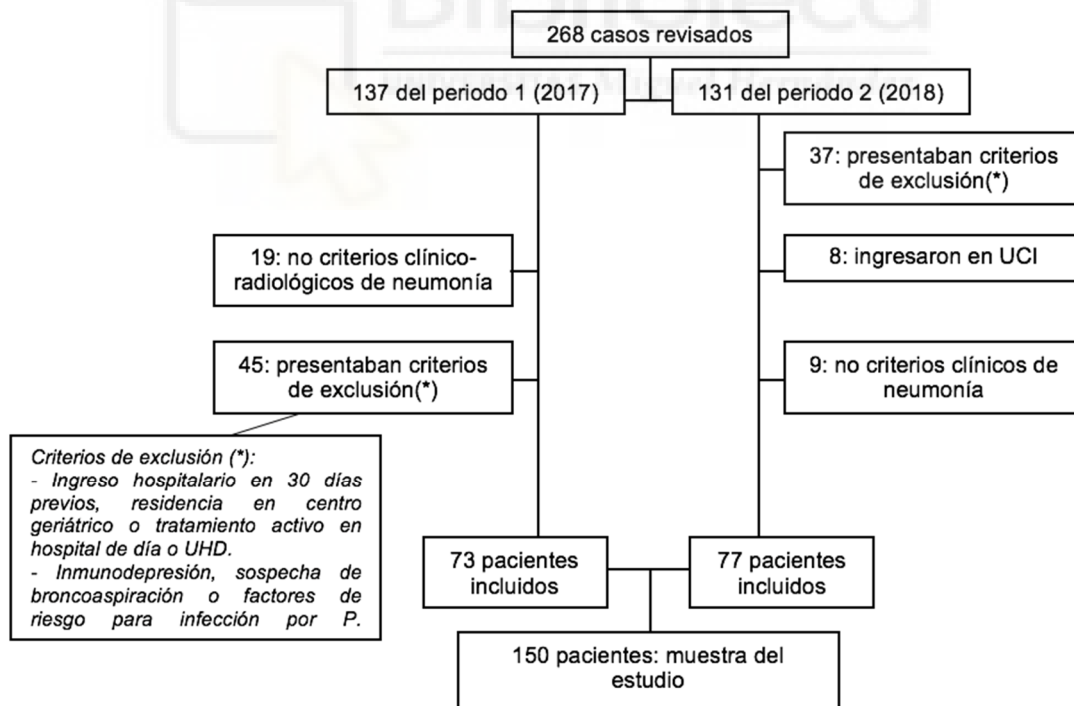 Biblioteca
UNIVERSITAS Miguel Hernández
268 casos revisados
137 del periodo 1 (2017)
131 del periodo 2 (2018)
37: presentaban criterios
de exclusión(*)
19: no criterios clínico-
radiológicos de neumonía
8: ingresaron en UCI
45: presentaban criterios
de exclusión(*)
9: no criterios clínicos de
neumonía
Criterios de exclusión (*):
- Ingreso hospitalario en 30 días
previos, residencia en centro
geriátrico o tratamiento activo en
hospital de día o UHD.
- Inmunodepresión, sospecha de
broncoaspiración o factores de
riesgo para infección por P.
73 pacientes
incluidos
77 pacientes
incluidos
150 pacientes: muestra del
estudio